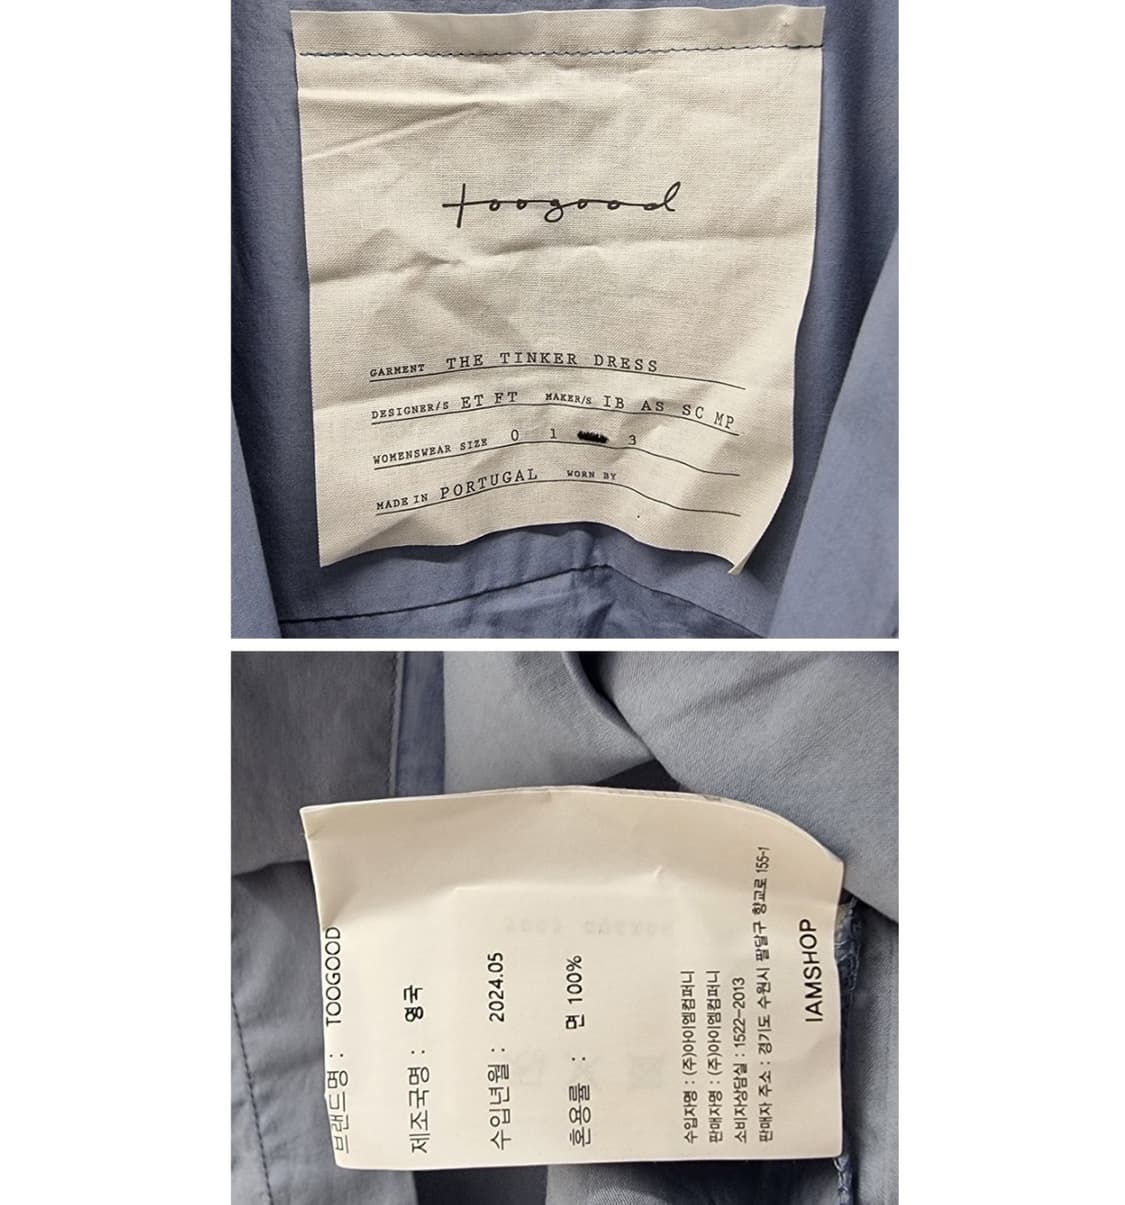 toogood
GARMENT THE TINKER DRESS
DESIGNER/S ET FT MAKER/S IB AS SC MP
WOMENSWEAR SIZE 0 1 3
MADE IN PORTUGAL WORN BY
브랜드명 : TOOGOOD
제조국명 : 영국
수입년월 : 2024.05
혼용률 : 면 100%
수입자명 : (주)아이엠컴퍼니
판매자명 : (주)아이엠컴퍼니
소비자상담실 : 1522-2013
판매자 주소 : 경기도 수원시 팔달구 향교로 155-1
IAMSHOP